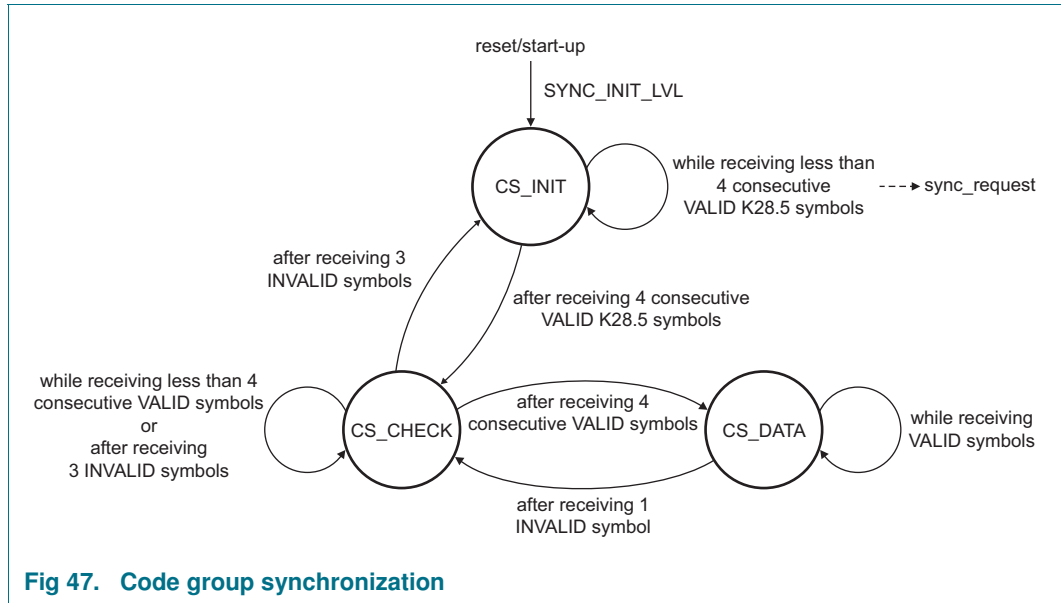 reset/start-up
SYNC_INIT_LVL
CS_INIT
while receiving less than
4 consecutive
VALID K28.5 symbols
sync_request
after receiving 3
INVALID symbols
after receiving 4 consecutive
VALID K28.5 symbols
while receiving less than 4
consecutive VALID symbols
or
after receiving
3 INVALID symbols
CS_CHECK
after receiving 4
consecutive VALID symbols
CS_DATA
while receiving
VALID symbols
after receiving 1
INVALID symbol
Fig 47. Code group synchronization